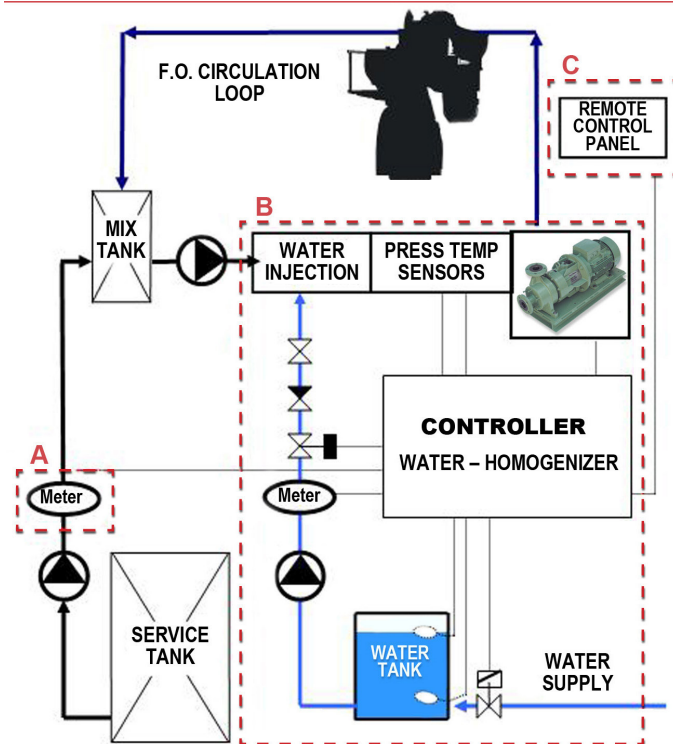 F.O. CIRCULATION
LOOP
C
REMOTE
CONTROL
PANEL
B
MIX
TANK
WATER
INJECTION
PRESS TEMP
SENSORS
CONTROLLER
WATER – HOMOGENIZER
A
Meter
Meter
SERVICE
TANK
WATER
TANK
WATER
SUPPLY